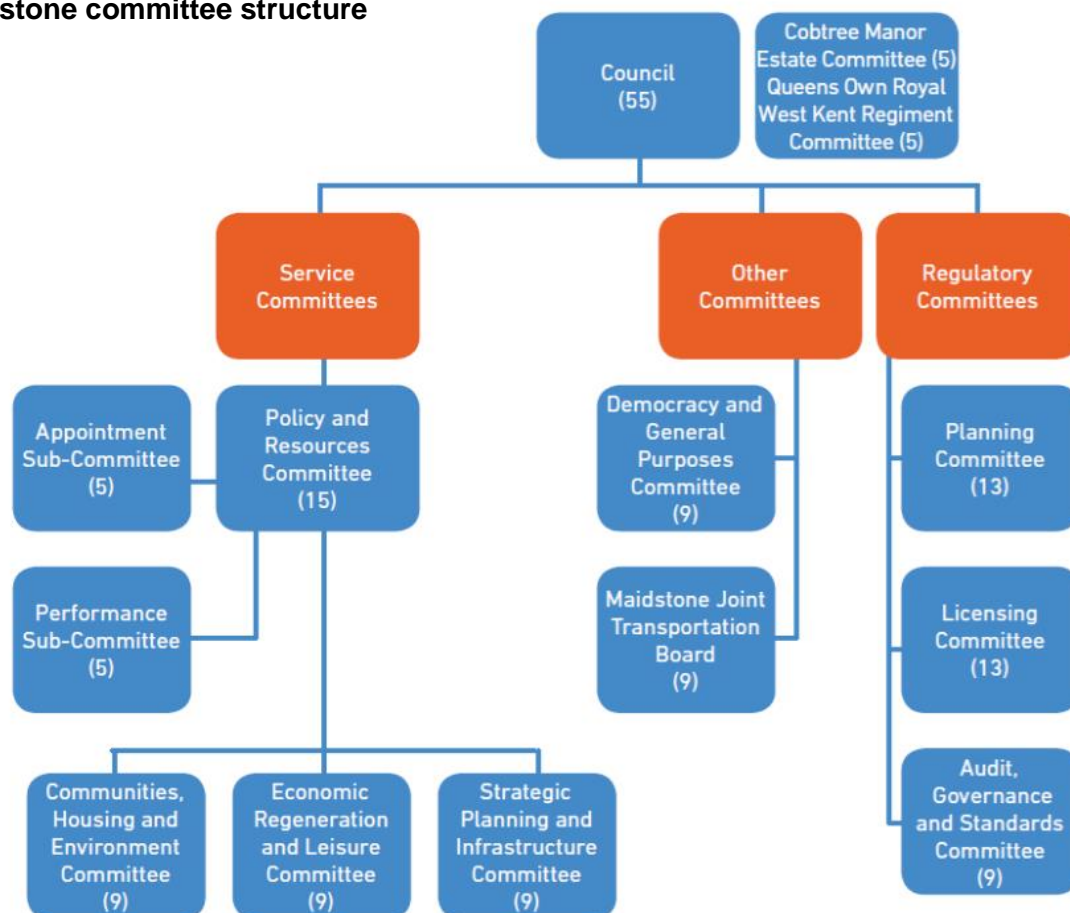 stone committee structure
Council
(55)
Cobtree Manor
Estate Committee (5)
Queens Own Royal
West Kent Regiment
Committee (5)
Service
Committees
Other
Committees
Regulatory
Committees
Appointment
Sub-Committee
(5)
Policy and
Resources
Committee
(15)
Democracy and
General
Purposes
Committee
(9)
Planning
Committee
(13)
Performance
Sub-Committee
(5)
Maidstone Joint
Transportation
Board
(9)
Licensing
Committee
(13)
Communities,
Housing and
Environment
Committee
(9)
Economic
Regeneration
and Leisure
Committee
(9)
Strategic
Planning and
Infrastructure
Committee
(9)
Audit,
Governance
and Standards
Committee
(9)